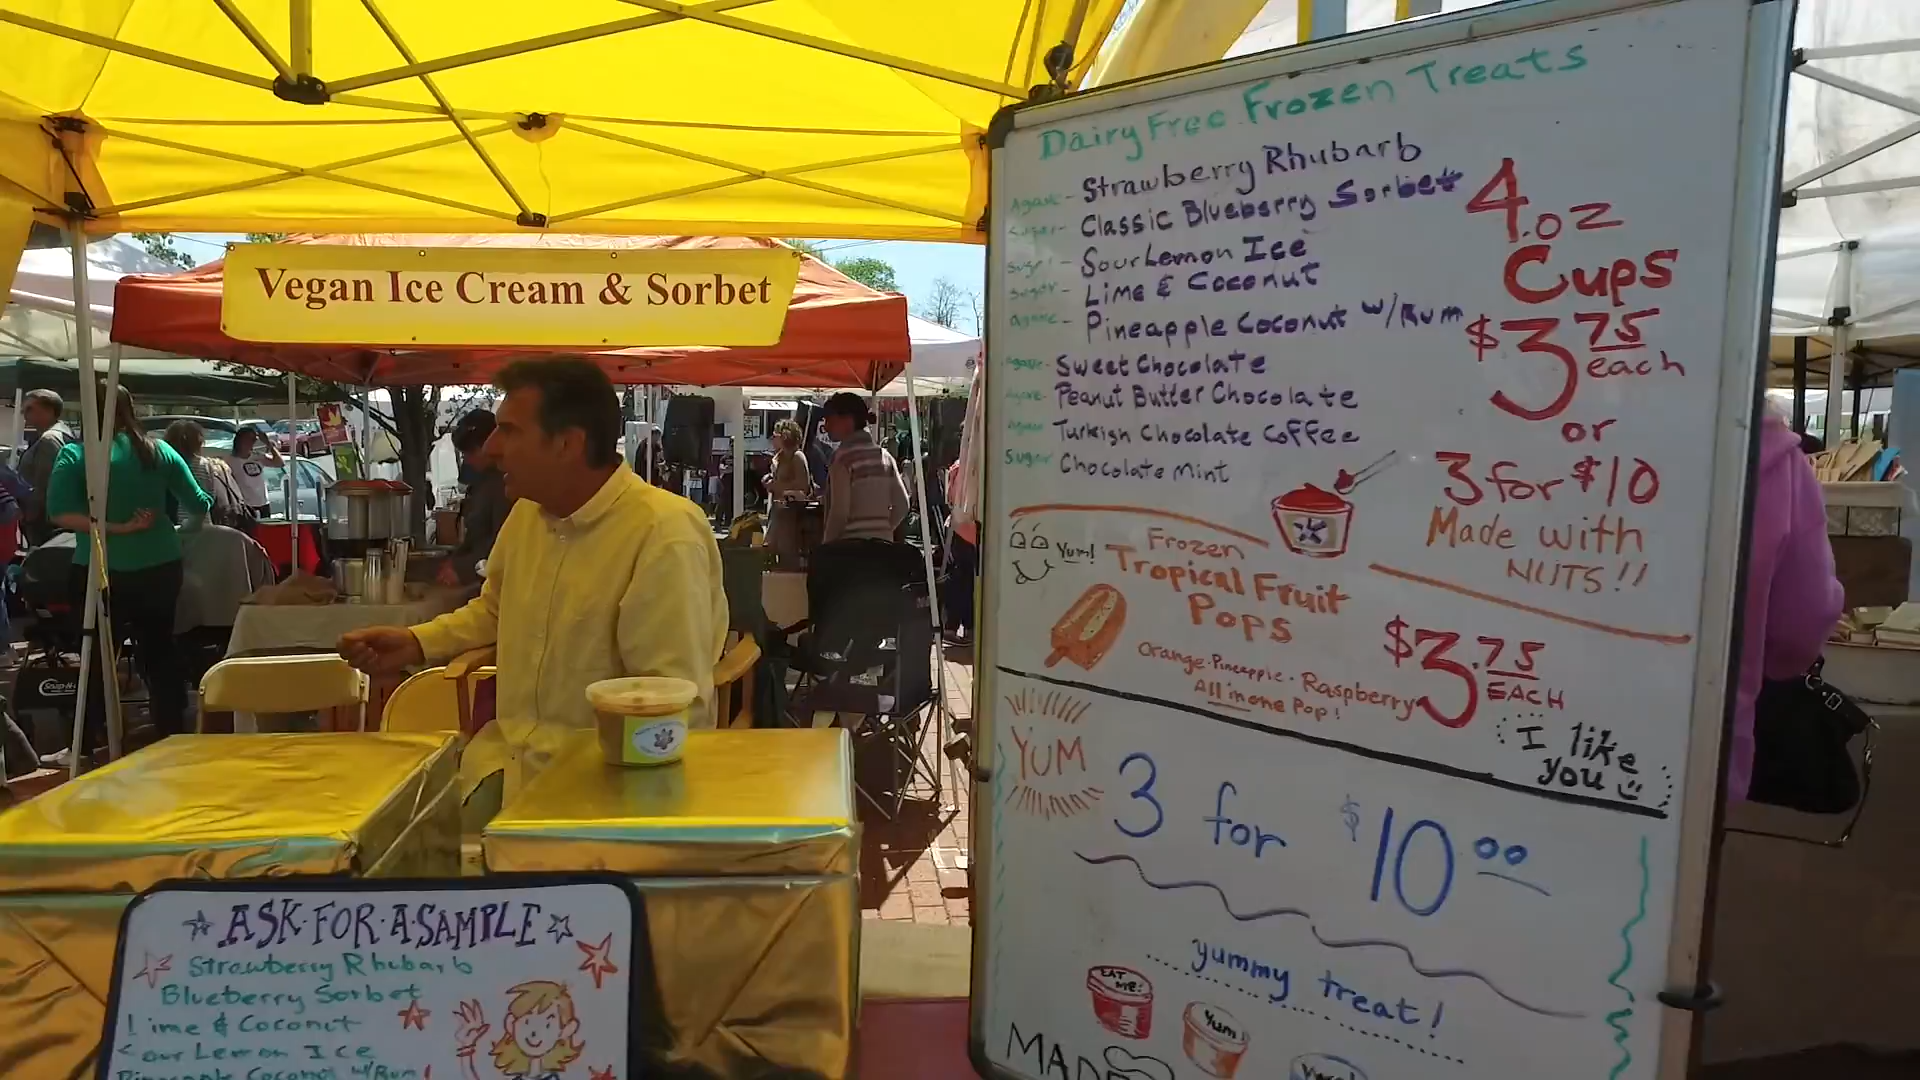 Vegan Ice Cream & Sorbet
Dairy Free Frozen Treats
Agave - Strawberry Rhubarb
Sugar - Classic Blueberry Sorbet
Sugar - Sour Lemon Ice
Sugar - Lime & Coconut
Agave - Pineapple Coconut w/Rum
Agave - Sweet Chocolate
Agave - Peanut Butter Chocolate
Agave Turkish Chocolate Coffee
Sugar Chocolate Mint
4 oz
Cups
$3 75
each
or
3 for $10
Made with
NUTS!!
Yum!
Frozen
Tropical Fruit
Pops
Orange · Pineapple · Raspberry
All in one Pop!
$3.75
EACH
I like
you
YUM
3 for $10 00
yummy treat!
EAT
ME!
Yum!
MADE
ASK·FOR·A·SAMPLE
Strawberry Rhubarb
Blueberry Sorbet
Lime & Coconut
Sour Lemon Ice
Pineapple Coconut w/Rum!